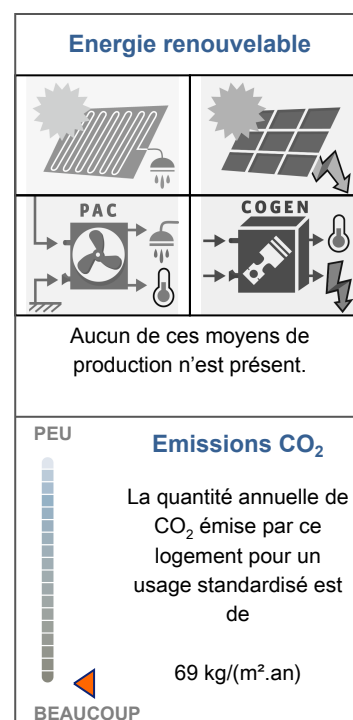 Energie renouvelable
PAC
COGEN
Aucun de ces moyens de
production n’est présent.
PEU
Emissions CO₂
La quantité annuelle de
CO₂ émise par ce
logement pour un
usage standardisé est
de
69 kg/(m².an)
BEAUCOUP